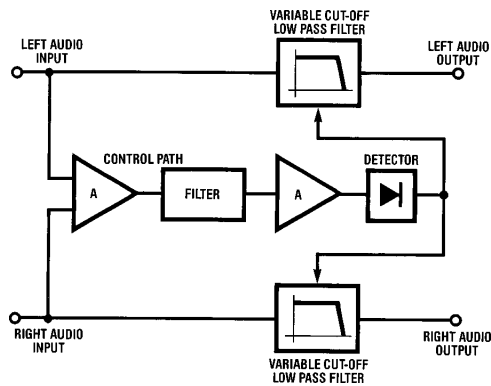 VARIABLE CUT-OFF
LOW PASS FILTER
LEFT AUDIO
INPUT
LEFT AUDIO
OUTPUT
CONTROL PATH
DETECTOR
A
FILTER
A
RIGHT AUDIO
INPUT
RIGHT AUDIO
OUTPUT
VARIABLE CUT-OFF
LOW PASS FILTER